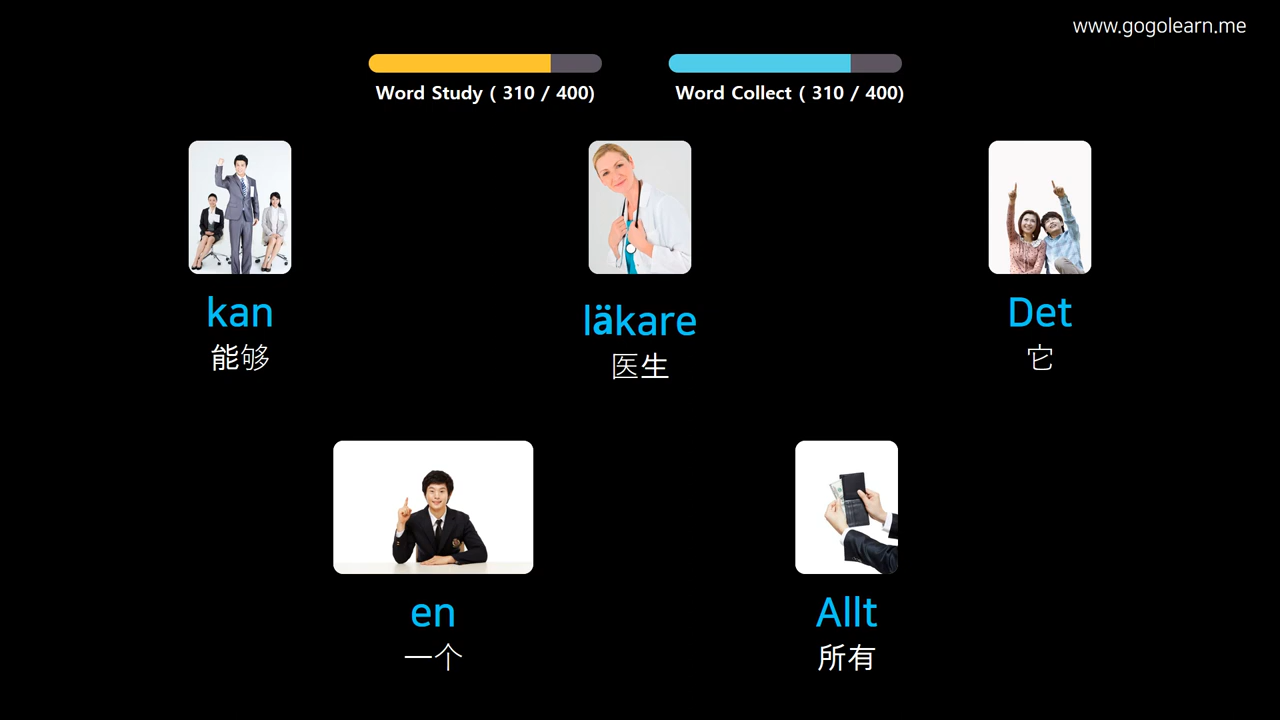 www.gogolearn.me
Word Study ( 310 / 400)
Word Collect ( 310 / 400)
kan
能够
läkare
医生
Det
它
en
一个
Allt
所有